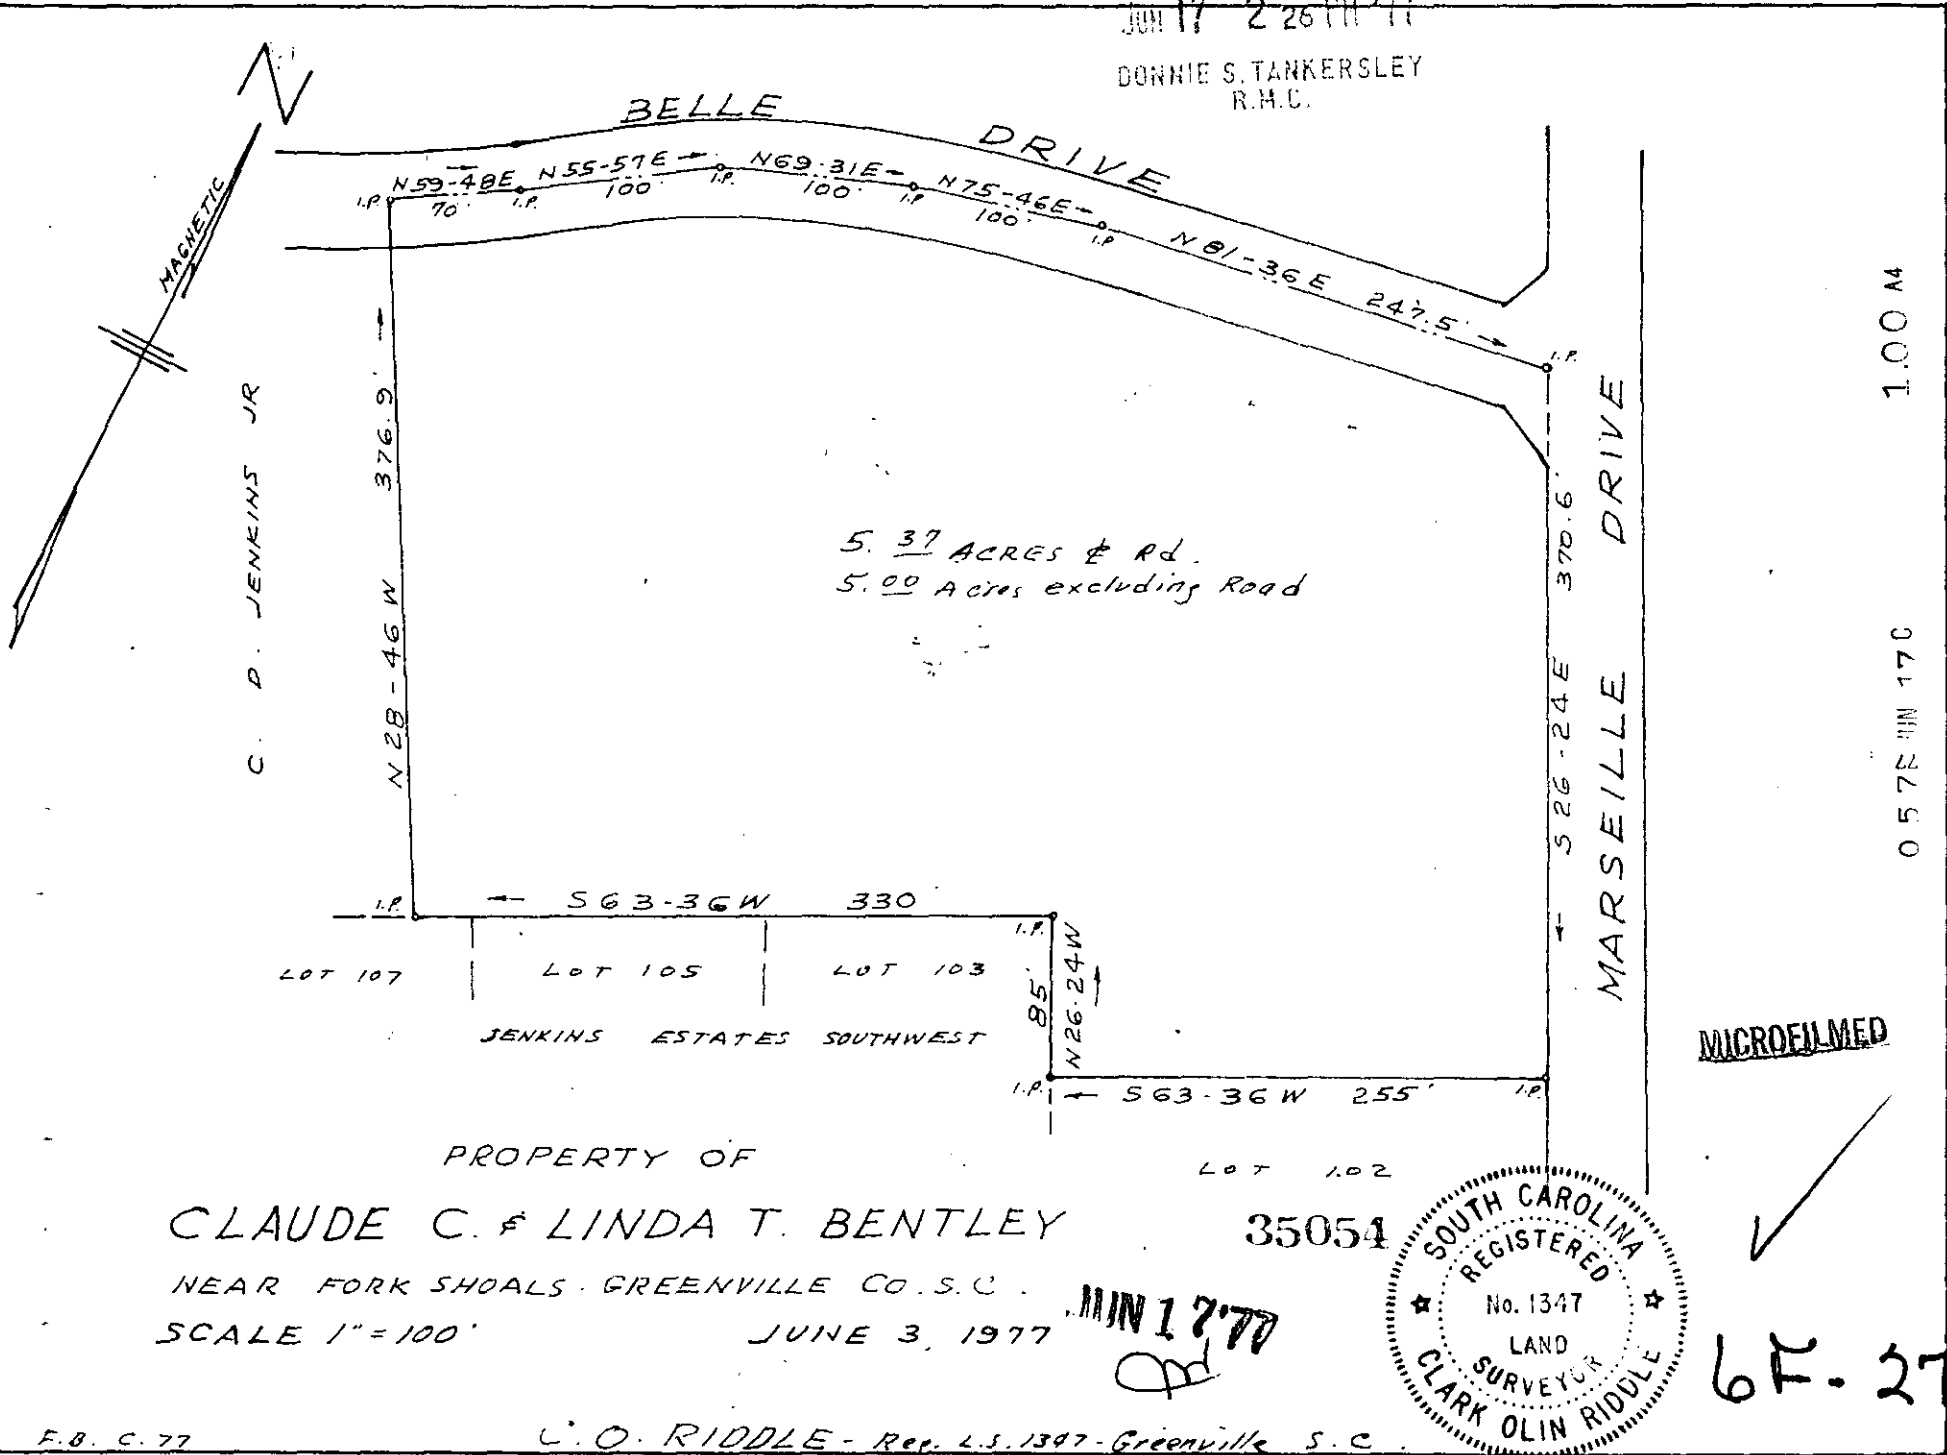 JUN 17 2 26 PM '77
DONNIE S. TANKERSLEY
R.M.C.
MAGNETIC
BELLE DRIVE
N59-48E
70'
N55-57E
100'
N69-31E
100'
N75-46E
100'
N81-36E 247.5'
I.P.
I.P.
I.P.
I.P.
I.P.
I.P.
C. D. JENKINS JR
N28-46W 376.9'
5.37 ACRES & Rd.
5.00 Acres excluding Road
S26-24E 370.6'
MARSEILLE DRIVE
1.00 A4
I.P.
S63-36W 330
I.P.
LOT 107
LOT 105
LOT 103
85'
N26-24W
JENKINS ESTATES SOUTHWEST
I.P.
S63-36W 255'
I.P.
MICROFILMED
PROPERTY OF
LOT 102
CLAUDE C. & LINDA T. BENTLEY
35054
NEAR FORK SHOALS. GREENVILLE CO. S.C.
SCALE 1"=100'
JUNE 3, 1977
JUN 17 '77
SOUTH CAROLINA
REGISTERED
No. 1347
LAND
SURVEYOR
CLARK OLIN RIDDLE
6F-27
F.B. C. 77
C. O. RIDDLE - Reg. L.S. 1347 - Greenville S.C.